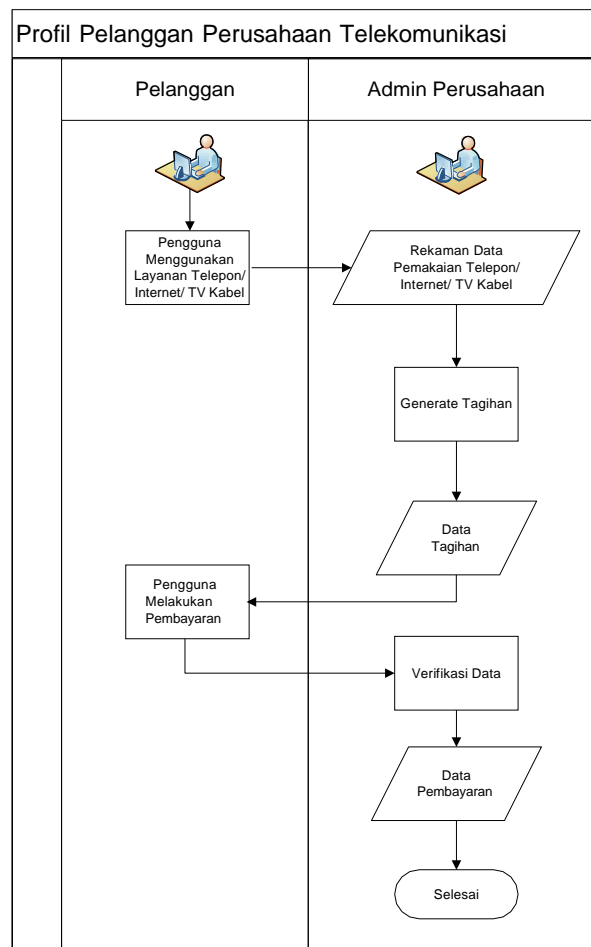 Profil Pelanggan Perusahaan Telekomunikasi
Pelanggan
Admin Perusahaan
Pengguna
Menggunakan
Layanan Telepon/
Internet/ TV Kabel
Rekaman Data
Pemakaian Telepon/
Internet/ TV Kabel
Generate Tagihan
Data
Tagihan
Pengguna
Melakukan
Pembayaran
Verifikasi Data
Data
Pembayaran
Selesai